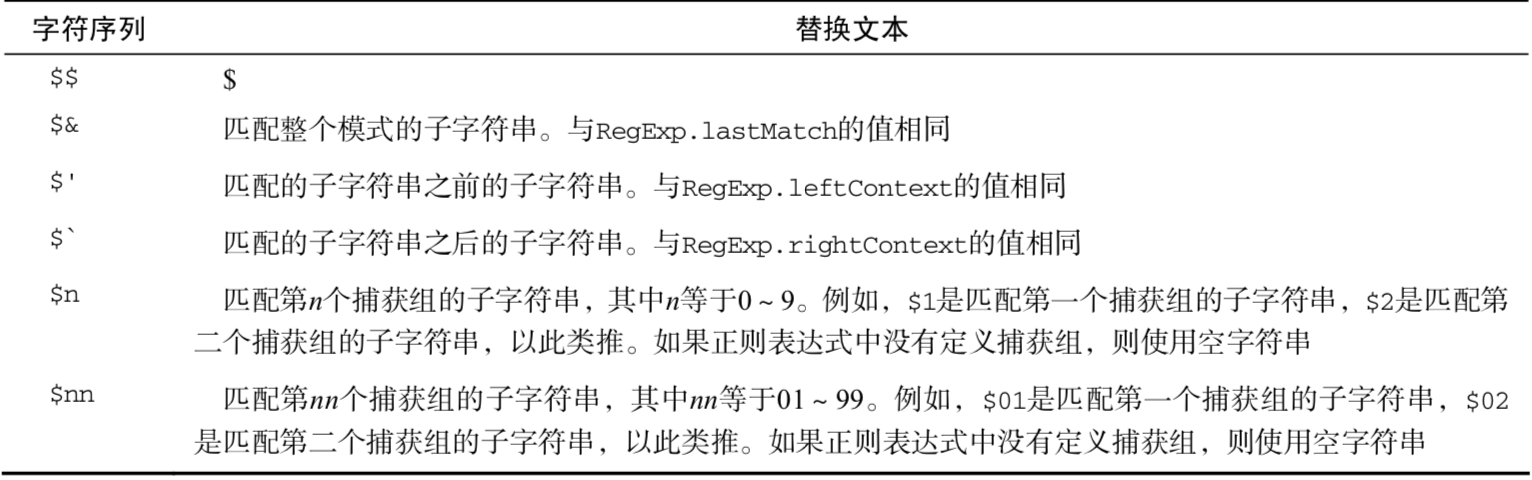 字符序列 替换文本
$$ $
$& 匹配整个模式的子字符串。与RegExp.lastMatch的值相同
$' 匹配的子字符串之前的子字符串。与RegExp.leftContext的值相同
$` 匹配的子字符串之后的子字符串。与RegExp.rightContext的值相同
$n 匹配第n个捕获组的子字符串，其中n等于0～9。例如，$1是匹配第一个捕获组的子字符串，$2是匹配第
二个捕获组的子字符串，以此类推。如果正则表达式中没有定义捕获组，则使用空字符串
$nn 匹配第nn个捕获组的子字符串，其中nn等于01～99。例如，$01是匹配第一个捕获组的子字符串，$02
是匹配第二个捕获组的子字符串，以此类推。如果正则表达式中没有定义捕获组，则使用空字符串